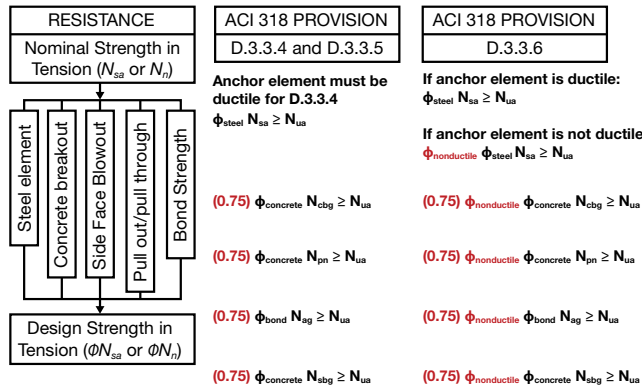 RESISTANCE
Nominal Strength in
Tension (Nsa or Nn)
Steel element
Concrete breakout
Side Face Blowout
Pull out/pull through
Bond Strength
Design Strength in
Tension (ΦNsa or ΦNn)
ACI 318 PROVISION
D.3.3.4 and D.3.3.5
Anchor element must be
ductile for D.3.3.4
ϕsteel Nsa ≥ Nua
(0.75) ϕconcrete Ncbg ≥ Nua
(0.75) ϕconcrete Npn ≥ Nua
(0.75) ϕbond Nag ≥ Nua
(0.75) ϕconcrete Nsbg ≥ Nua
ACI 318 PROVISION
D.3.3.6
If anchor element is ductile:
ϕsteel Nsa ≥ Nua
If anchor element is not ductile
ϕnonductile ϕsteel Nsa ≥ Nua
(0.75) ϕnonductile ϕconcrete Ncbg ≥ Nua
(0.75) ϕnonductile ϕconcrete Npn ≥ Nua
(0.75) ϕnonductile ϕbond Nag ≥ Nua
(0.75) ϕnonductile ϕconcrete Nsbg ≥ Nua